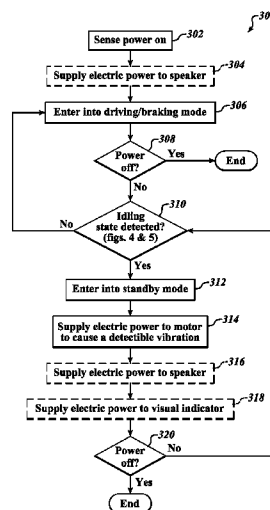 30
Sense power on
302
Supply electric power to speaker
304
Enter into driving/braking mode
306
308
Power
off?
Yes
End
No
310
Idling
state detected?
(figs. 4 & 5)
No
Yes
Enter into standby mode
312
Supply electric power to motor
to cause a detectible vibration
314
Supply electric power to speaker
316
Supply electric power to visual indicator
318
320
Power
off?
No
Yes
End